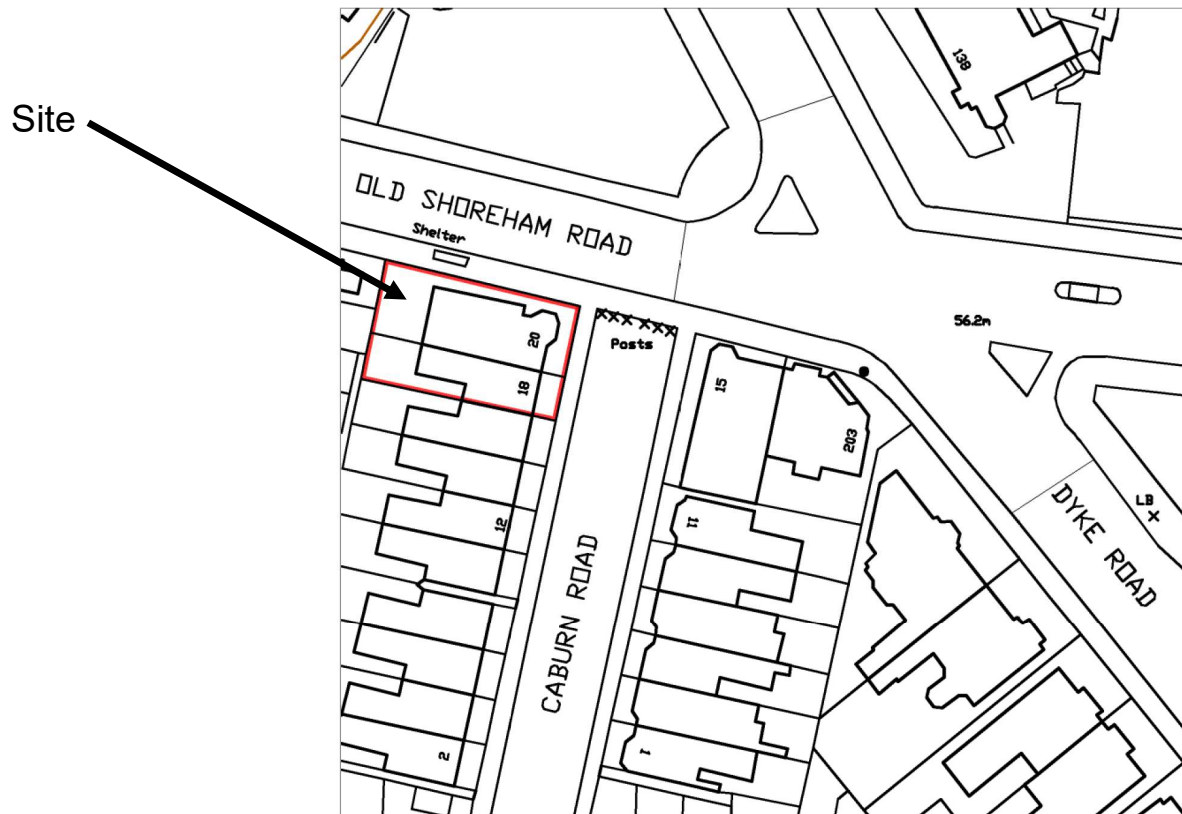 Site
138
OLD SHOREHAM ROAD
Shelter
56.2m
20
Posts
18
15
203
LB
DYKE ROAD
12
11
CABURN ROAD
2
1